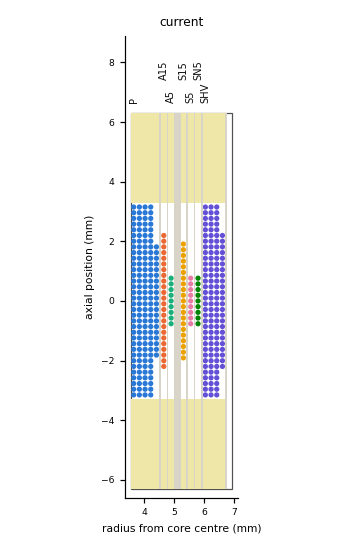 current
A15 S15 SN5
P A5 S5 SHV
8
6
4
2
0
−2
−4
−6
axial position (mm)
4 5 6 7
radius from core centre (mm)